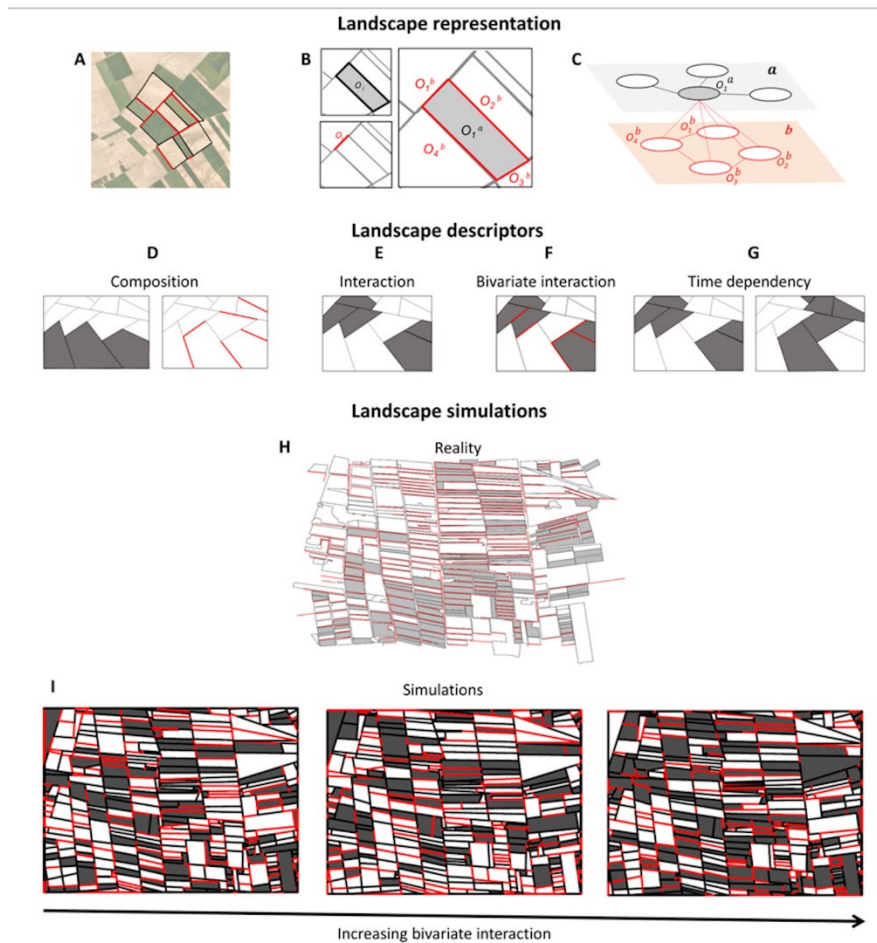 Landscape representation
A
B
C
O₁ᵇ
O₂ᵇ
O₁ᵃ
O₄ᵇ
O₃ᵇ
a
O₁ᵃ
b
O₁ᵇ
O₄ᵇ
O₂ᵇ
O₃ᵇ
Landscape descriptors
D E F G
Composition Interaction Bivariate interaction Time dependency
Landscape simulations
H Reality
I
Simulations
Increasing bivariate interaction